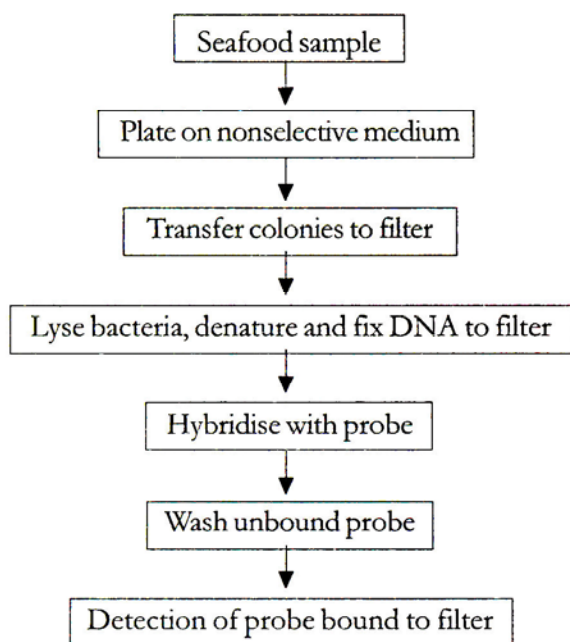 Seafood sample
Plate on nonselective medium
Transfer colonies to filter
Lyse bacteria, denature and fix DNA to filter
Hybridise with probe
Wash unbound probe
Detection of probe bound to filter